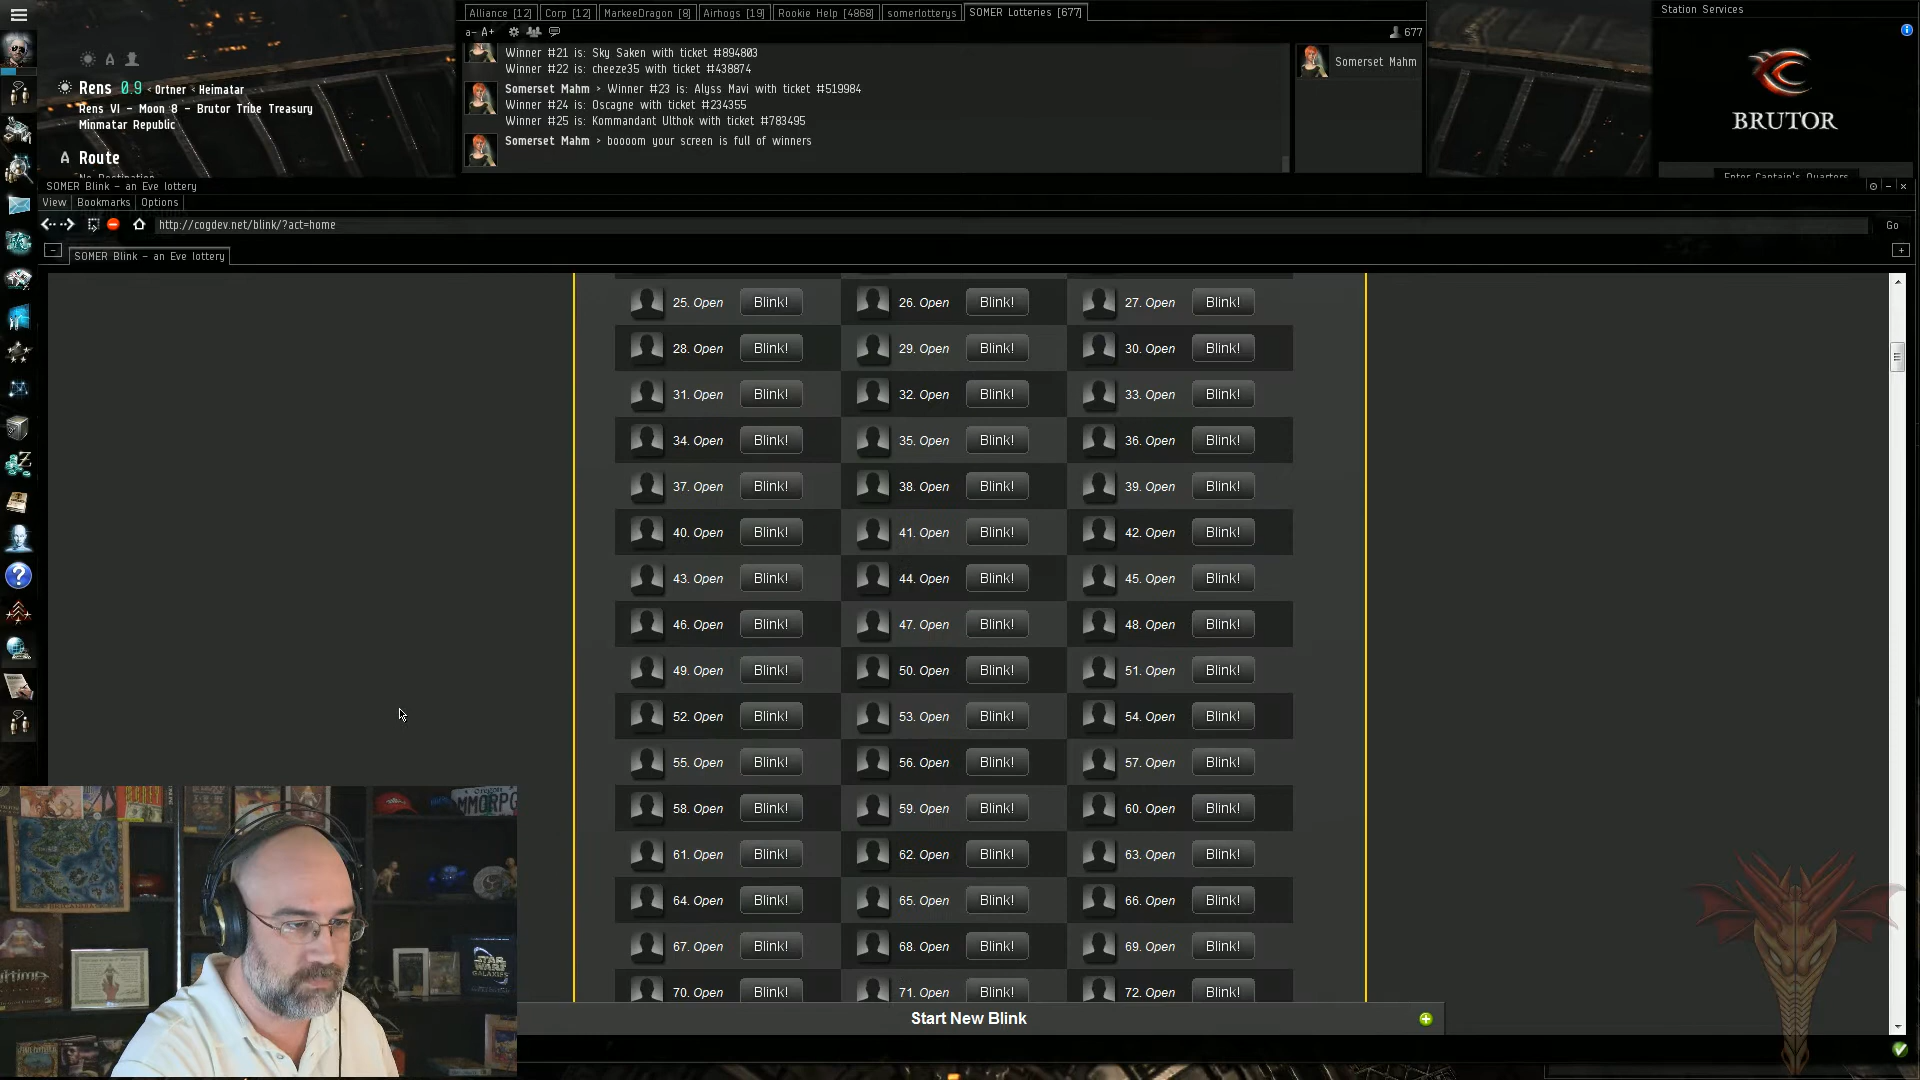 Alliance [12] Corp [12] MarkeeDragon [8] Airhogs [19] Rookie Help [4868] somerlotterys SOMER Lotteries [677]
Station Services
a- A+ 677
Winner #21 is: Sky Saken with ticket #894803
Winner #22 is: cheeze35 with ticket #438874
Somerset Mahm > Winner #23 is: Alyss Mavi with ticket #519984
Winner #24 is: Oscagne with ticket #234355
Winner #25 is: Kommandant Ulthok with ticket #783495
Somerset Mahm > boooom your screen is full of winners
Somerset Mahm
BRUTOR
Enter Captain's Quarters
A
Rens 0.9 < Ortner < Heimatar
Rens VI - Moon 8 - Brutor Tribe Treasury
Minmatar Republic
A Route
No Destination
SOMER Blink - an Eve lottery
View Bookmarks Options
http://cogdev.net/blink/?act=home Go
SOMER Blink - an Eve lottery
25. Open Blink! 26. Open Blink! 27. Open Blink!
28. Open Blink! 29. Open Blink! 30. Open Blink!
31. Open Blink! 32. Open Blink! 33. Open Blink!
34. Open Blink! 35. Open Blink! 36. Open Blink!
37. Open Blink! 38. Open Blink! 39. Open Blink!
40. Open Blink! 41. Open Blink! 42. Open Blink!
43. Open Blink! 44. Open Blink! 45. Open Blink!
46. Open Blink! 47. Open Blink! 48. Open Blink!
49. Open Blink! 50. Open Blink! 51. Open Blink!
52. Open Blink! 53. Open Blink! 54. Open Blink!
55. Open Blink! 56. Open Blink! 57. Open Blink!
58. Open Blink! 59. Open Blink! 60. Open Blink!
61. Open Blink! 62. Open Blink! 63. Open Blink!
64. Open Blink! 65. Open Blink! 66. Open Blink!
67. Open Blink! 68. Open Blink! 69. Open Blink!
70. Open Blink! 71. Open Blink! 72. Open Blink!
Start New Blink
MMORPG
STAR WARS GALAXIES